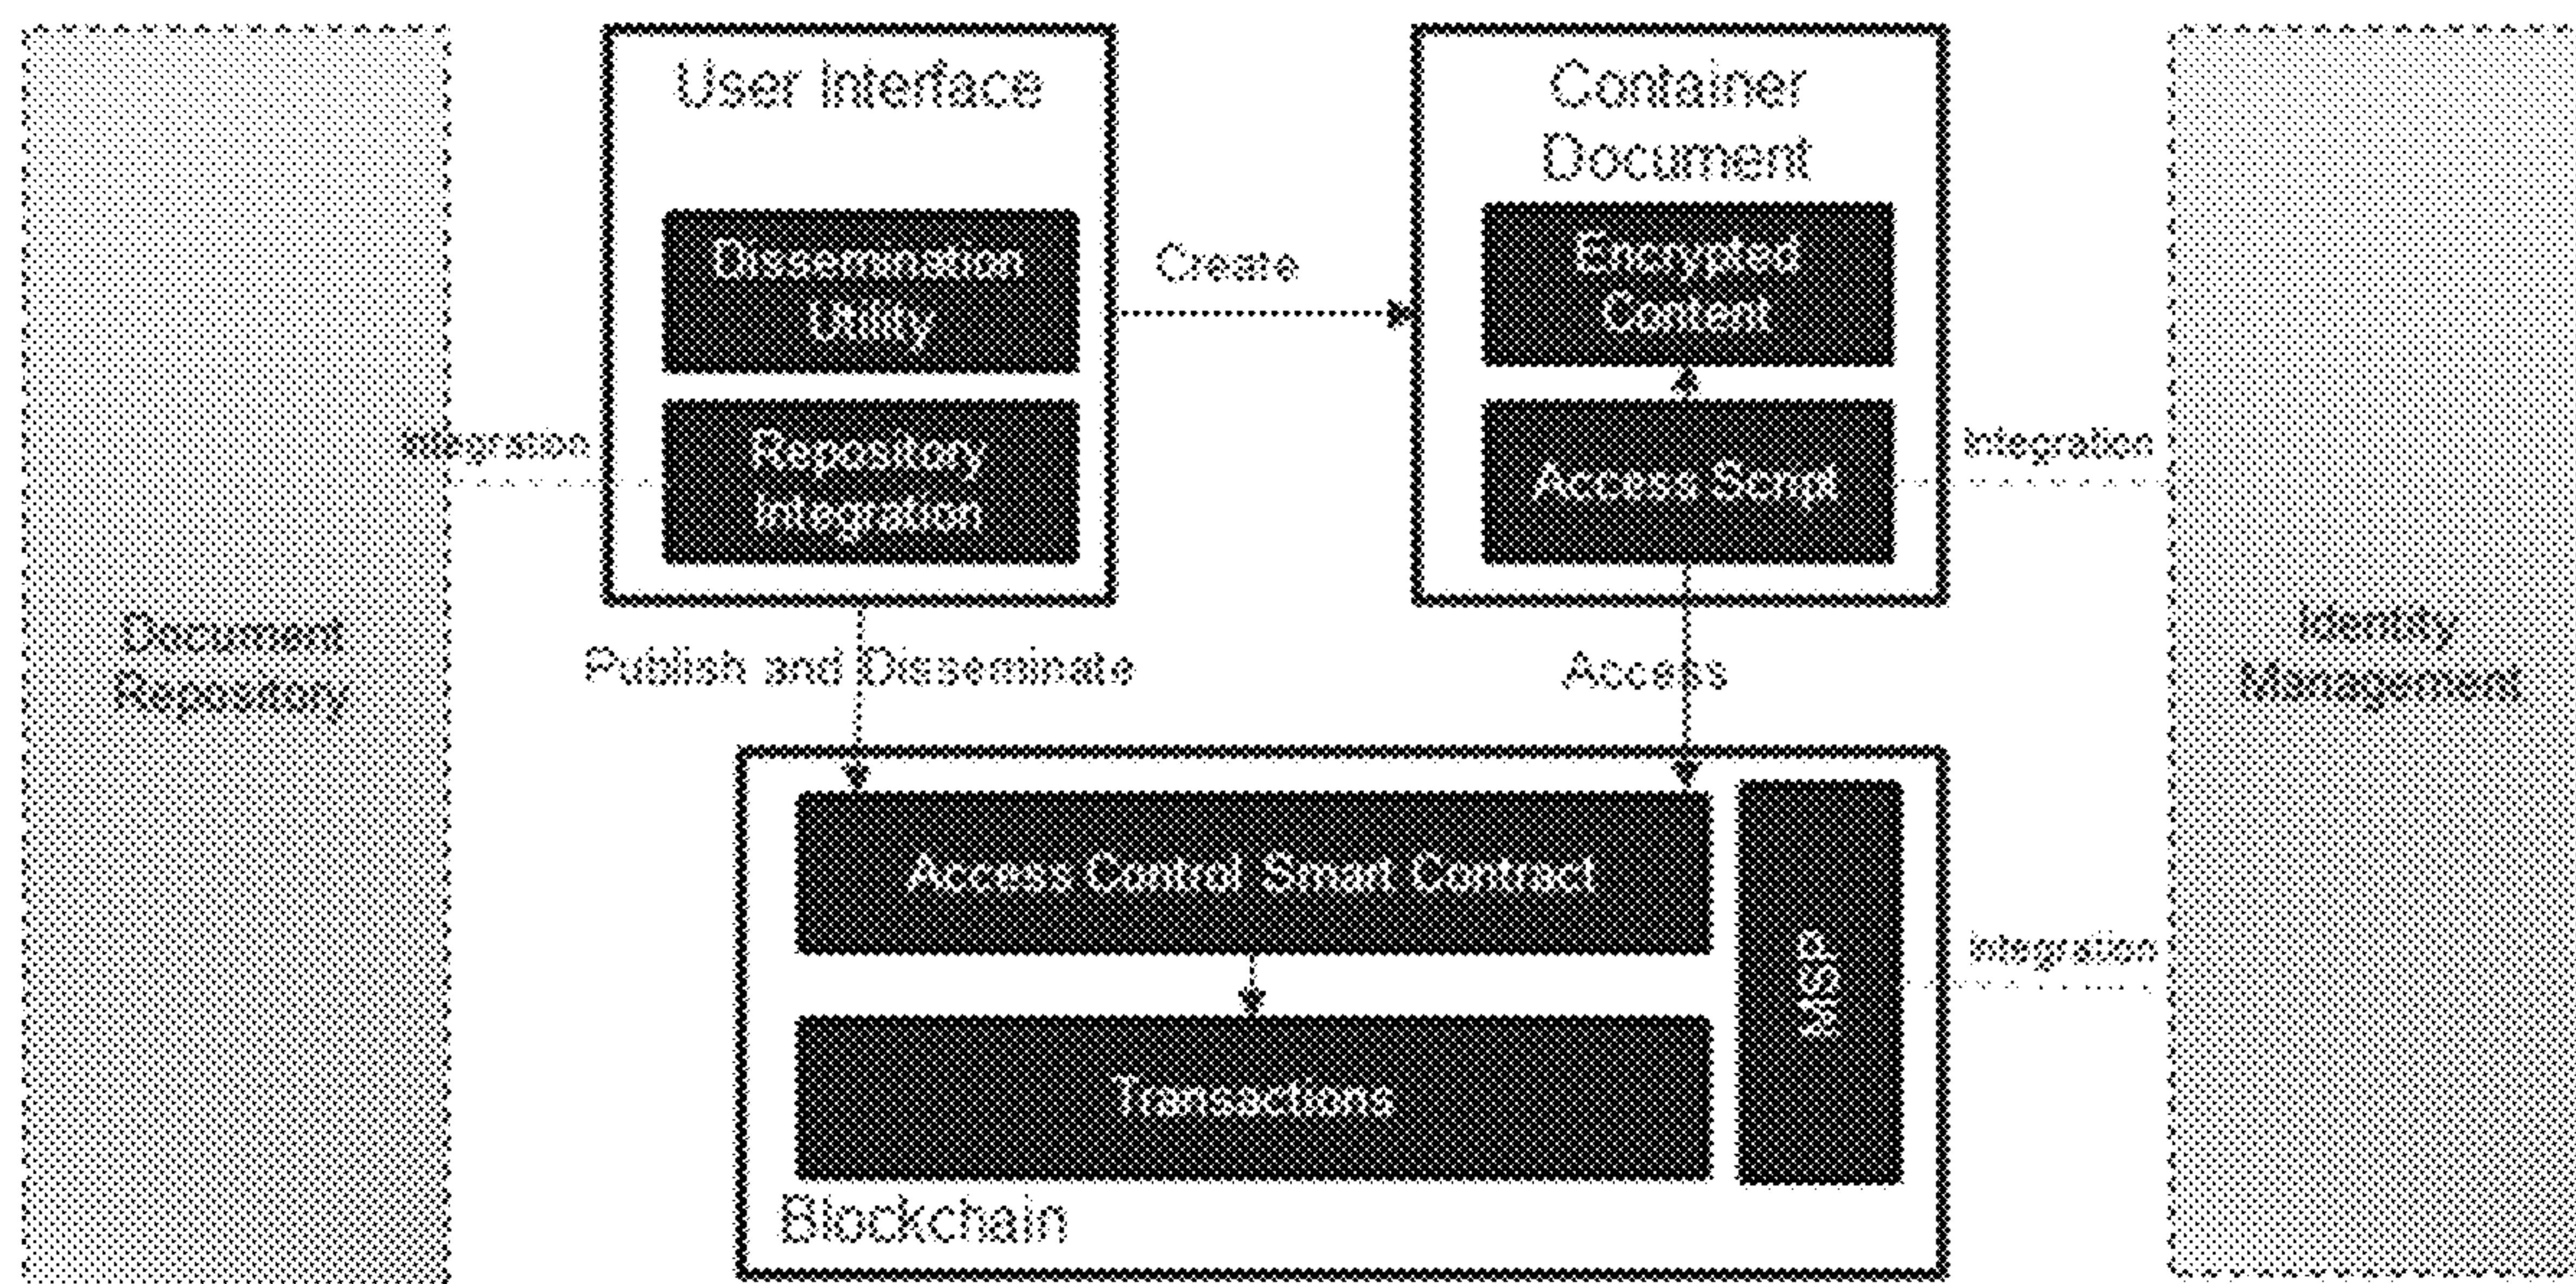 User Interface
Container
Document
Dissemination
Utility
Create
Encrypted
Content
Integration
Repository
Integration
Access Script
Integration
Document
Repository
Publish and Disseminate
Access
Identity
Management
Access Control Smart Contract
MSP
Integration
Transactions
Blockchain